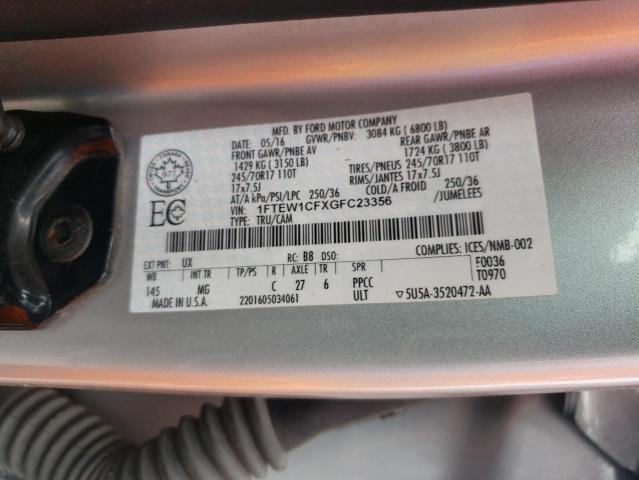 MFD. BY FORD MOTOR COMPANY
DATE: 05/16 GVWR/PNBV: 3084 KG ( 6800 LB)
FRONT GAWR/PNBE AV REAR GAWR/PNBE AR
1429 KG ( 3150 LB) 1724 KG ( 3800 LB)
245/70R17 110T TIRES/PNEUS 245/70R17 110T
17x7.5J RIMS/JANTES 17x7.5J
AT/A kPa/PSI/LPC 250/36 COLD/A FROID 250/36 /JUMELEES
VIN: 1FTEW1CFXGFC23356
TYPE: TRU/CAM
EC
977
RC: B8 DSO: COMPLIES: ICES/NMB-002
EXT PNT: UX F0036
WB INT TR TP/PS R AXLE TR SPR T0970
145 MG C 27 6 PPCC
MADE IN U.S.A. 2201605034061 ULT ▽5U5A-3520472-AA